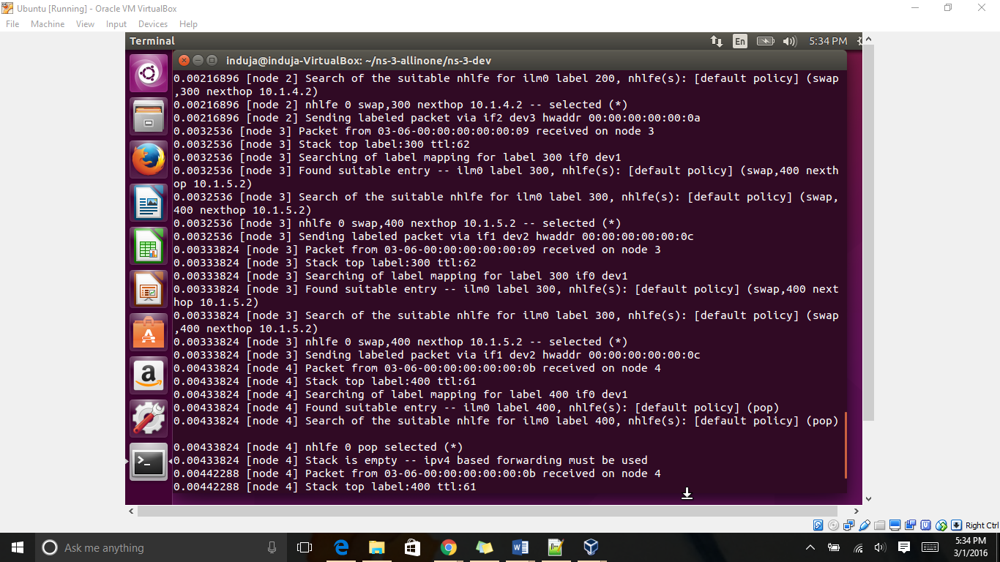 Ubuntu [Running] - Oracle VM VirtualBox
File Machine View Input Devices Help
Terminal En 5:34 PM
induja@induja-VirtualBox: ~/ns-3-allinone/ns-3-dev
0.00216896 [node 2] Search of the suitable nhlfe for ilm0 label 200, nhlfe(s): [default policy] (swap
,300 nexthop 10.1.4.2)
0.00216896 [node 2] nhlfe 0 swap,300 nexthop 10.1.4.2 -- selected (*)
0.00216896 [node 2] Sending labeled packet via if2 dev3 hwaddr 00:00:00:00:00:0a
0.0032536 [node 3] Packet from 03-06-00:00:00:00:00:09 received on node 3
0.0032536 [node 3] Stack top label:300 ttl:62
0.0032536 [node 3] Searching of label mapping for label 300 if0 dev1
0.0032536 [node 3] Found suitable entry -- ilm0 label 300, nhlfe(s): [default policy] (swap,400 nexth
op 10.1.5.2)
0.0032536 [node 3] Search of the suitable nhlfe for ilm0 label 300, nhlfe(s): [default policy] (swap,
400 nexthop 10.1.5.2)
0.0032536 [node 3] nhlfe 0 swap,400 nexthop 10.1.5.2 -- selected (*)
0.0032536 [node 3] Sending labeled packet via if1 dev2 hwaddr 00:00:00:00:00:0c
0.00333824 [node 3] Packet from 03-06-00:00:00:00:00:09 received on node 3
0.00333824 [node 3] Stack top label:300 ttl:62
0.00333824 [node 3] Searching of label mapping for label 300 if0 dev1
0.00333824 [node 3] Found suitable entry -- ilm0 label 300, nhlfe(s): [default policy] (swap,400 next
hop 10.1.5.2)
0.00333824 [node 3] Search of the suitable nhlfe for ilm0 label 300, nhlfe(s): [default policy] (swap
,400 nexthop 10.1.5.2)
0.00333824 [node 3] nhlfe 0 swap,400 nexthop 10.1.5.2 -- selected (*)
0.00333824 [node 3] Sending labeled packet via if1 dev2 hwaddr 00:00:00:00:00:0c
0.00433824 [node 4] Packet from 03-06-00:00:00:00:00:0b received on node 4
0.00433824 [node 4] Stack top label:400 ttl:61
0.00433824 [node 4] Searching of label mapping for label 400 if0 dev1
0.00433824 [node 4] Found suitable entry -- ilm0 label 400, nhlfe(s): [default policy] (pop)
0.00433824 [node 4] Search of the suitable nhlfe for ilm0 label 400, nhlfe(s): [default policy] (pop)
0.00433824 [node 4] nhlfe 0 pop selected (*)
0.00433824 [node 4] Stack is empty -- ipv4 based forwarding must be used
0.00442288 [node 4] Packet from 03-06-00:00:00:00:00:0b received on node 4
0.00442288 [node 4] Stack top label:400 ttl:61
Right Ctrl
Ask me anything
5:34 PM
3/1/2016